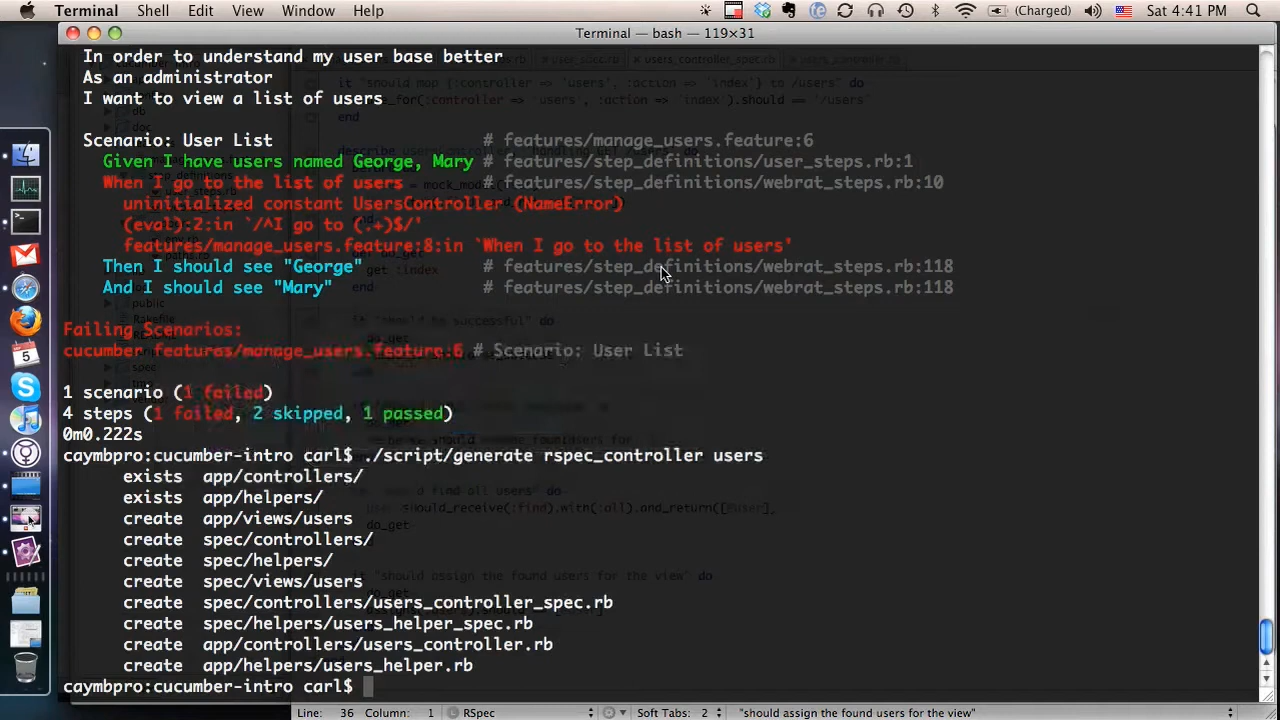 Terminal Shell Edit View Window Help (Charged) Sat 4:41 PM
Terminal — bash — 119×31
In order to understand my user base better
As an administrator
I want to view a list of users
Scenario: User List # features/manage_users.feature:6
Given I have users named George, Mary # features/step_definitions/user_steps.rb:1
When I go to the list of users # features/step_definitions/webrat_steps.rb:10
uninitialized constant UsersController (NameError)
(eval):2:in `/^I go to (.+)$/'
features/manage_users.feature:8:in `When I go to the list of users'
Then I should see "George" # features/step_definitions/webrat_steps.rb:118
And I should see "Mary" # features/step_definitions/webrat_steps.rb:118
Failing Scenarios:
cucumber features/manage_users.feature:6 # Scenario: User List
1 scenario (1 failed)
4 steps (1 failed, 2 skipped, 1 passed)
0m0.222s
caymbpro:cucumber-intro carl$ ./script/generate rspec_controller users
exists app/controllers/
exists app/helpers/
create app/views/users
create spec/controllers/
create spec/helpers/
create spec/views/users
create spec/controllers/users_controller_spec.rb
create spec/helpers/users_helper_spec.rb
create app/controllers/users_controller.rb
create app/helpers/users_helper.rb
caymbpro:cucumber-intro carl$
Line: 36 Column: 1 RSpec Soft Tabs: 2 "should assign the found users for the view"